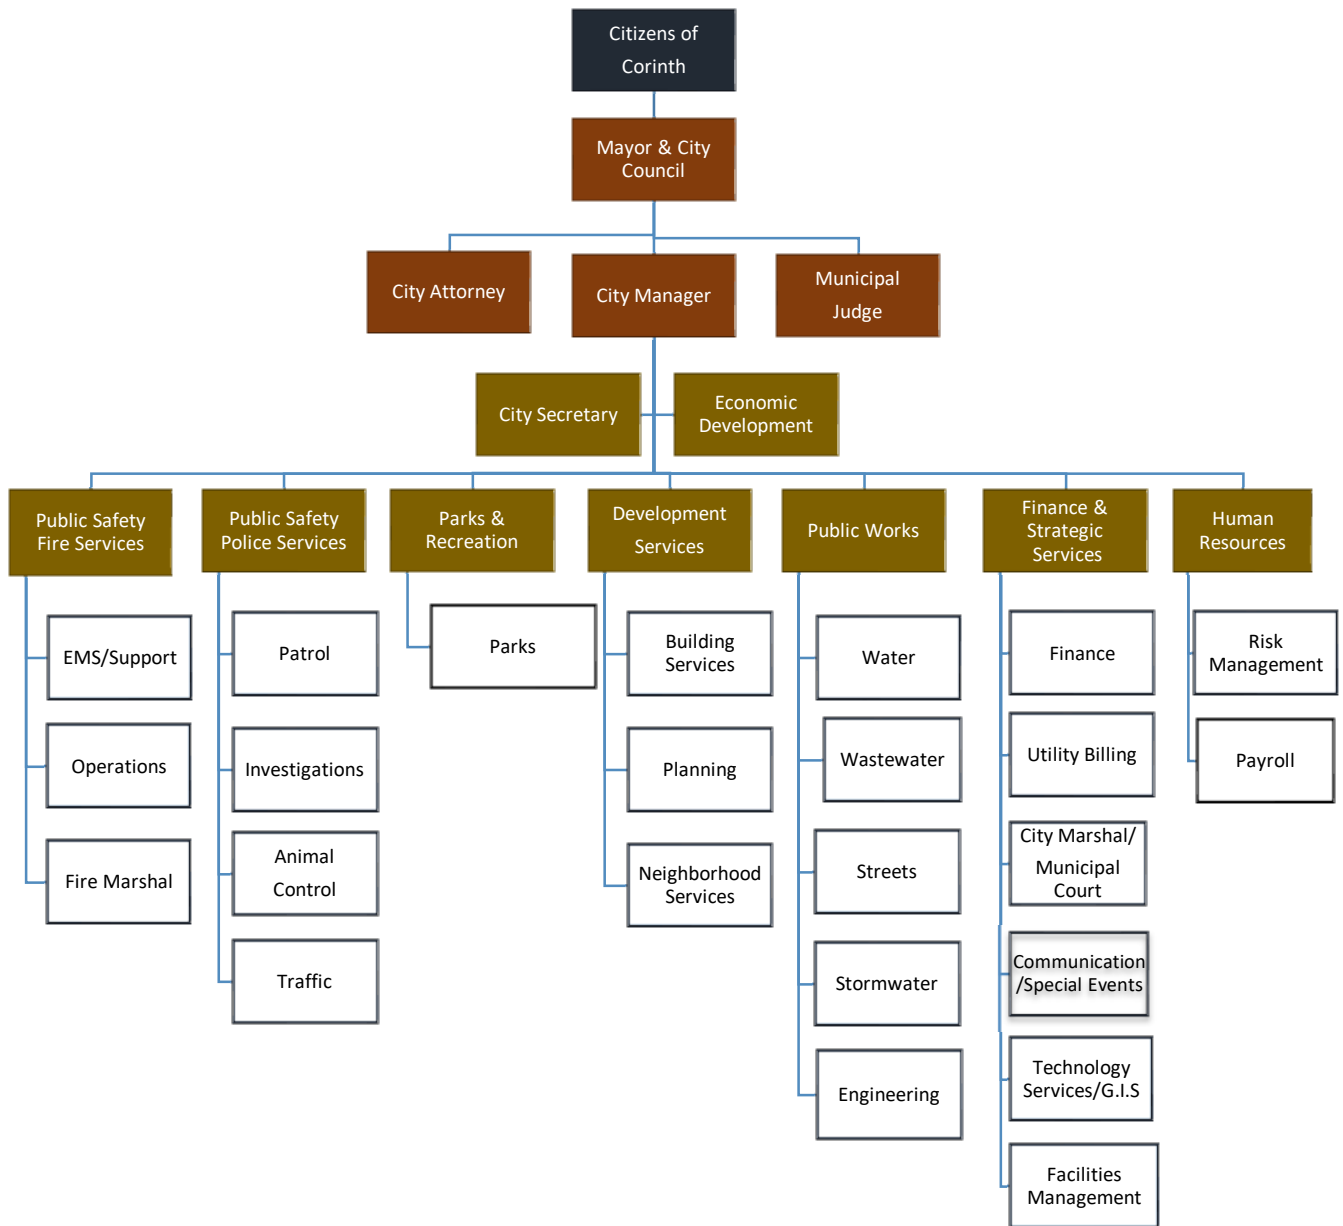 Citizens of
Corinth
Mayor & City
Council
City Attorney
City Manager
Municipal
Judge
City Secretary
Economic
Development
Public Safety
Fire Services
Public Safety
Police Services
Parks &
Recreation
Development
Services
Public Works
Finance &
Strategic
Services
Human
Resources
EMS/Support
Operations
Fire Marshal
Patrol
Investigations
Animal
Control
Traffic
Parks
Building
Services
Planning
Neighborhood
Services
Water
Wastewater
Streets
Stormwater
Engineering
Finance
Utility Billing
City Marshal/
Municipal
Court
Communication
/Special Events
Technology
Services/G.I.S
Facilities
Management
Risk
Management
Payroll